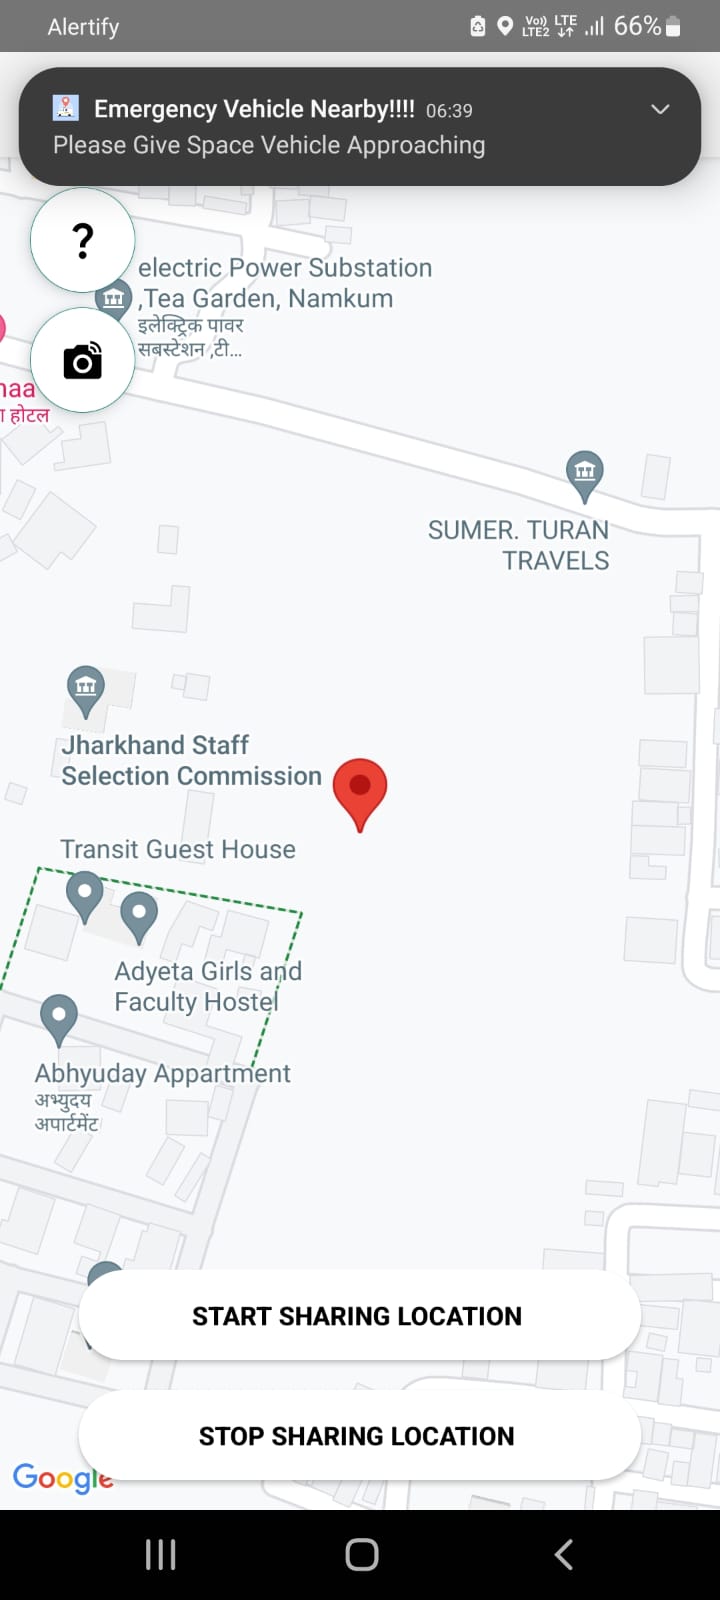 Alertify
Vo)) LTE
LTE2
66%
Emergency Vehicle Nearby!!!! 06:39
Please Give Space Vehicle Approaching
?
electric Power Substation
,Tea Garden, Namkum
इलेक्ट्रिक पावर
सबस्टेशन ,टी...
naa
होटल
SUMER. TURAN
TRAVELS
Jharkhand Staff
Selection Commission
Transit Guest House
Adyeta Girls and
Faculty Hostel
Abhyuday Appartment
अभ्युदय
अपार्टमेंट
START SHARING LOCATION
STOP SHARING LOCATION
Google